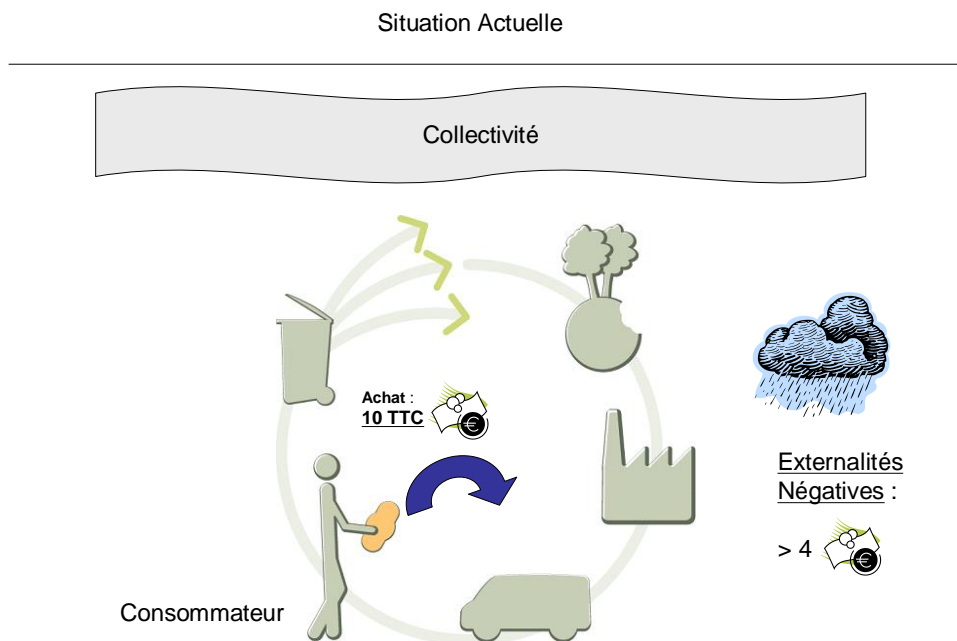 Situation Actuelle
Collectivité
Achat :
10 TTC
€
Externalités
Négatives :
> 4
€
Consommateur